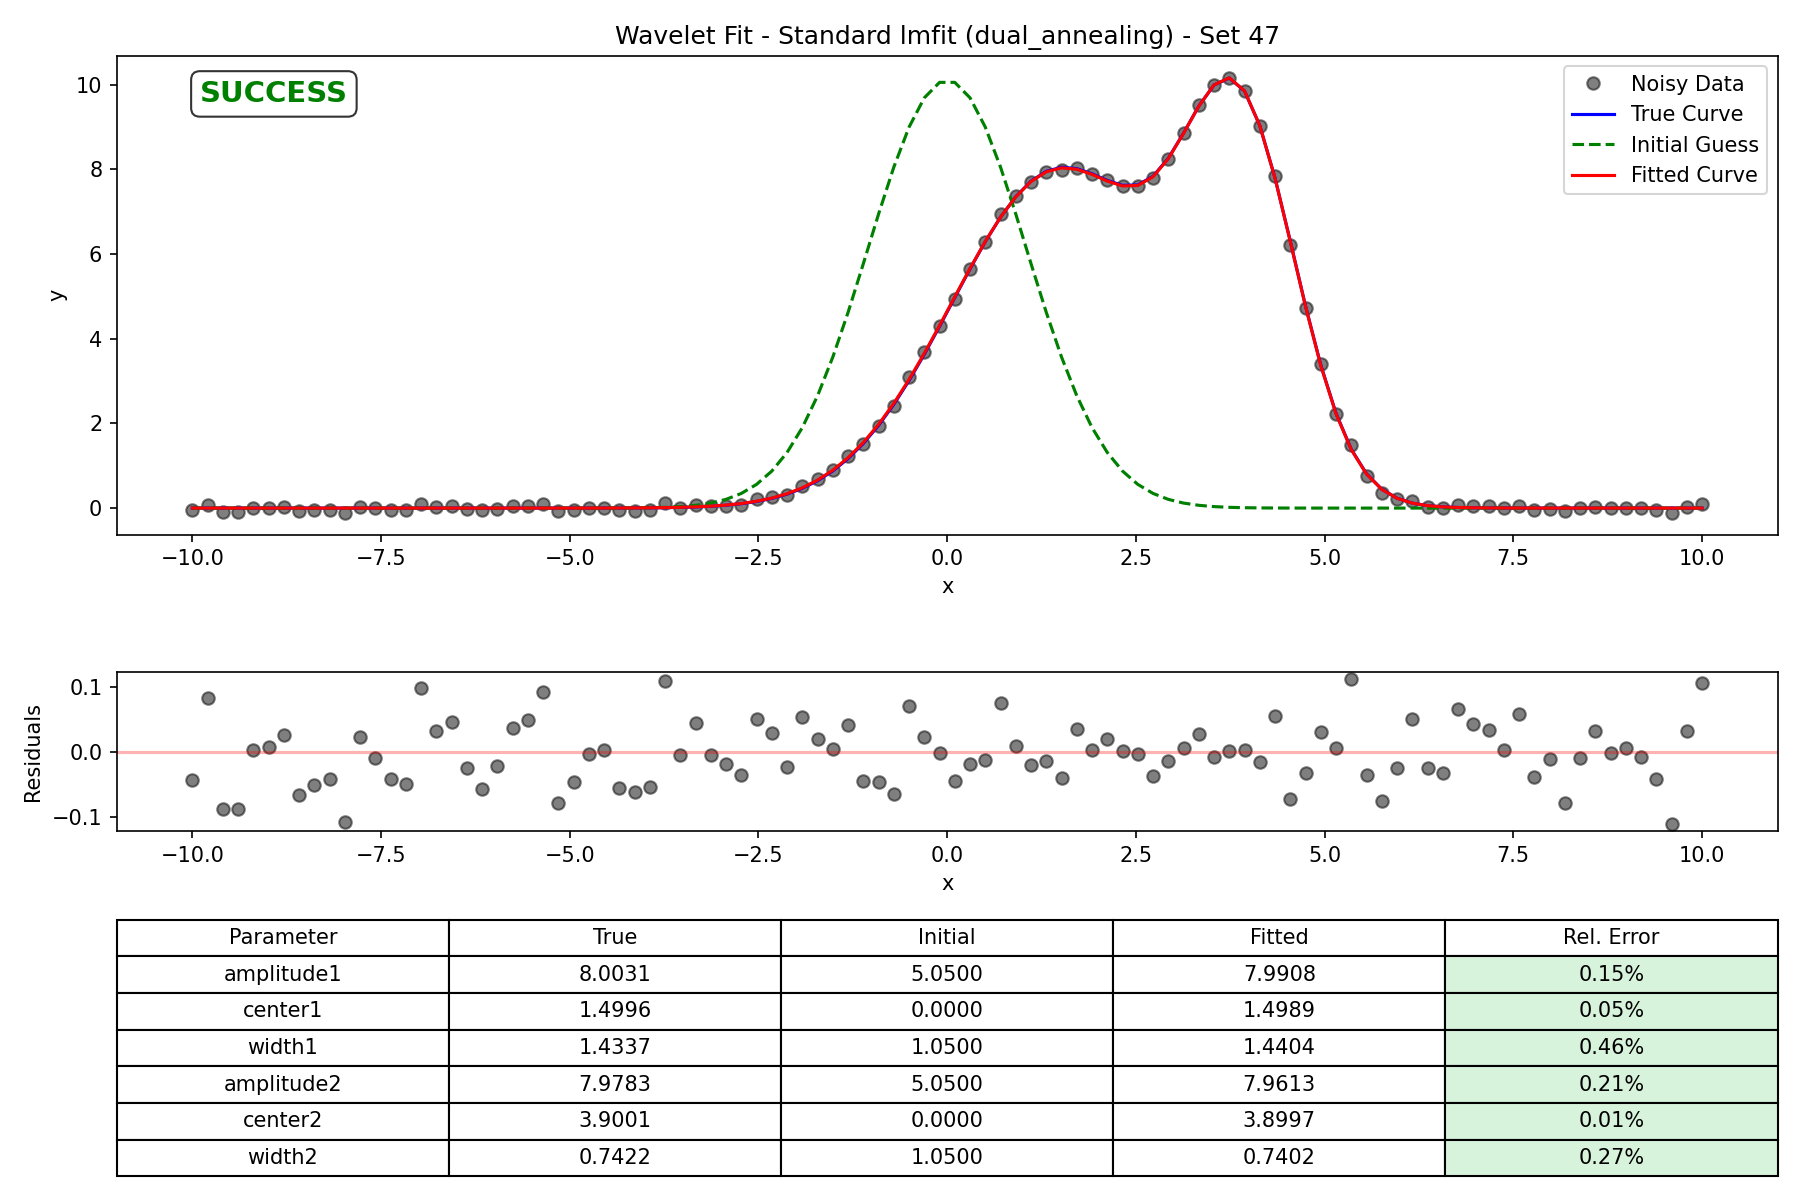 Wavelet Fit - Standard lmfit (dual_annealing) - Set 47
SUCCESS
Noisy Data
True Curve
Initial Guess
Fitted Curve
y
10
8
6
4
2
0
−10.0 −7.5 −5.0 −2.5 0.0 2.5 5.0 7.5 10.0
x
Residuals
0.1
0.0
−0.1
−10.0 −7.5 −5.0 −2.5 0.0 2.5 5.0 7.5 10.0
x
Parameter True Initial Fitted Rel. Error
amplitude1 8.0031 5.0500 7.9908 0.15%
center1 1.4996 0.0000 1.4989 0.05%
width1 1.4337 1.0500 1.4404 0.46%
amplitude2 7.9783 5.0500 7.9613 0.21%
center2 3.9001 0.0000 3.8997 0.01%
width2 0.7422 1.0500 0.7402 0.27%